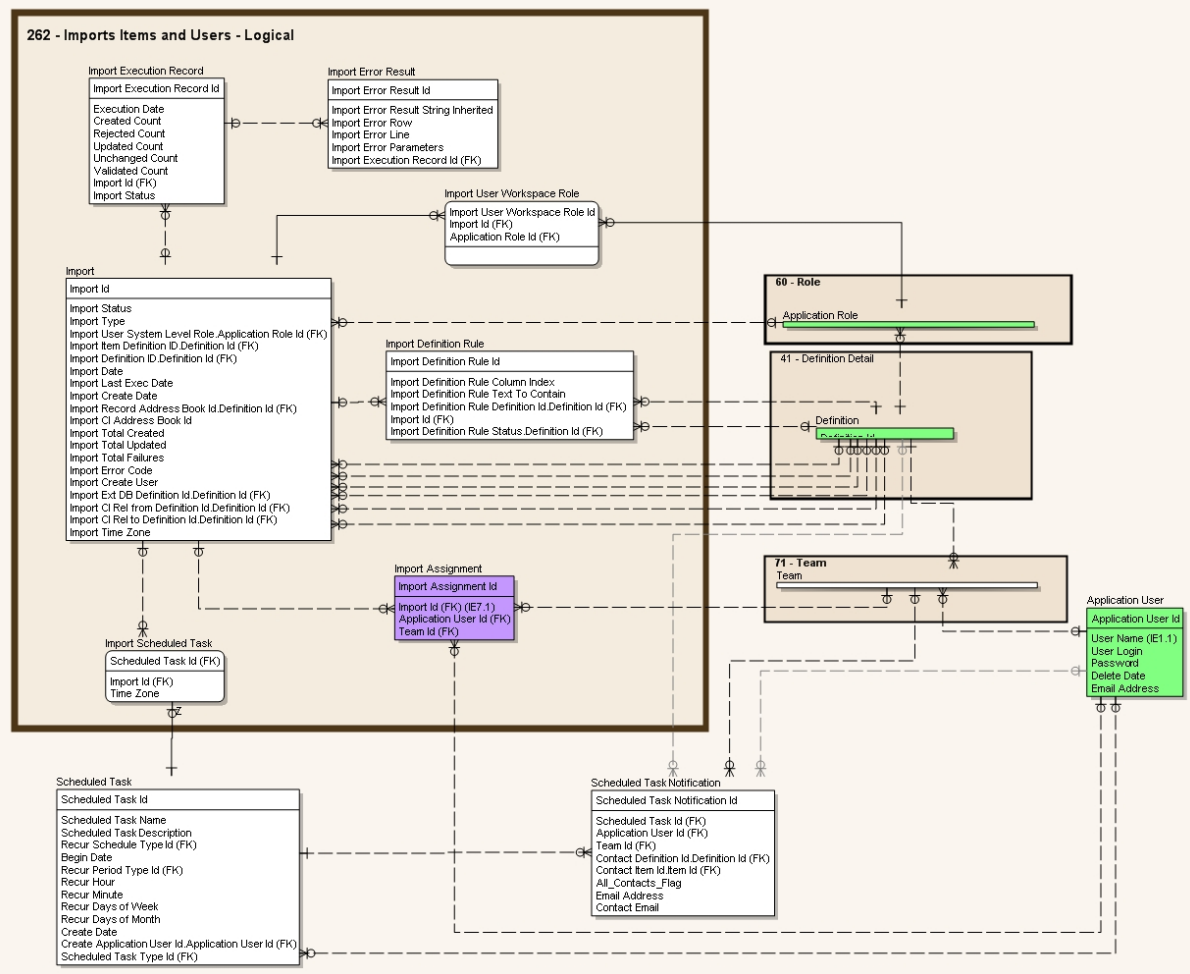 262 - Imports Items and Users - Logical
Import Execution Record
Import Execution Record Id
Execution Date
Created Count
Rejected Count
Updated Count
Unchanged Count
Validated Count
Import Id (FK)
Import Status
Import Error Result
Import Error Result Id
Import Error Result String Inherited
Import Error Row
Import Error Line
Import Error Parameters
Import Execution Record Id (FK)
Import User Workspace Role
Import User Workspace Role Id
Import Id (FK)
Application Role Id (FK)
Import
Import Id
Import Status
Import Type
Import User System Level Role.Application Role Id (FK)
Import Item Definition ID.Definition Id (FK)
Import Definition ID.Definition Id (FK)
Import Date
Import Last Exec Date
Import Create Date
Import Record Address Book Id.Definition Id (FK)
Import CI Address Book Id
Import Total Created
Import Total Updated
Import Total Failures
Import Error Code
Import Create User
Import Ext DB Definition Id.Definition Id (FK)
Import CI Rel from Definition Id.Definition Id (FK)
Import CI Rel to Definition Id.Definition Id (FK)
Import Time Zone
Import Definition Rule
Import Definition Rule Id
Import Definition Rule Column Index
Import Definition Rule Text To Contain
Import Definition Rule Definition Id.Definition Id (FK)
Import Id (FK)
Import Definition Rule Status.Definition Id (FK)
60 - Role
Application Role
41 - Definition Detail
Definition
Definition Id
71 - Team
Team
Import Assignment
Import Assignment Id
Import Id (FK) (IE7.1)
Application User Id (FK)
Team Id (FK)
Application User
Application User Id
User Name (IE1.1)
User Login
Password
Delete Date
Email Address
Import Scheduled Task
Scheduled Task Id (FK)
Import Id (FK)
Time Zone
Z
Scheduled Task
Scheduled Task Id
Scheduled Task Name
Scheduled Task Description
Recur Schedule Type Id (FK)
Begin Date
Recur Period Type Id (FK)
Recur Hour
Recur Minute
Recur Days of Week
Recur Days of Month
Create Date
Create Application User Id.Application User Id (FK)
Scheduled Task Type Id (FK)
Scheduled Task Notification
Scheduled Task Notification Id
Scheduled Task Id (FK)
Application User Id (FK)
Team Id (FK)
Contact Definition Id.Definition Id (FK)
Contact Item Id.Item Id (FK)
All_Contacts_Flag
Email Address
Contact Email